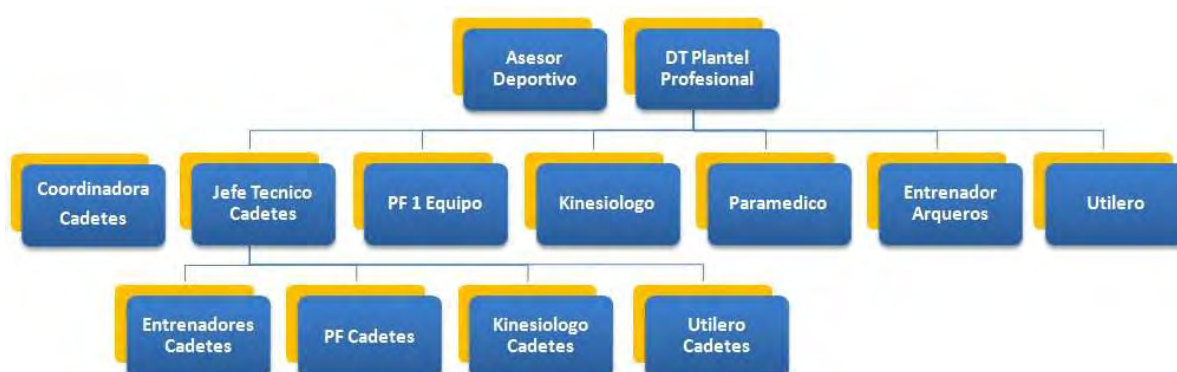 Asesor
Deportivo
DT Plantel
Profesional
Coordinadora
Cadetes
Jefe Tecnico
Cadetes
PF 1 Equipo
Kinesiologo
Paramedico
Entrenador
Arqueros
Utilero
Entrenadores
Cadetes
PF Cadetes
Kinesiologo
Cadetes
Utilero
Cadetes